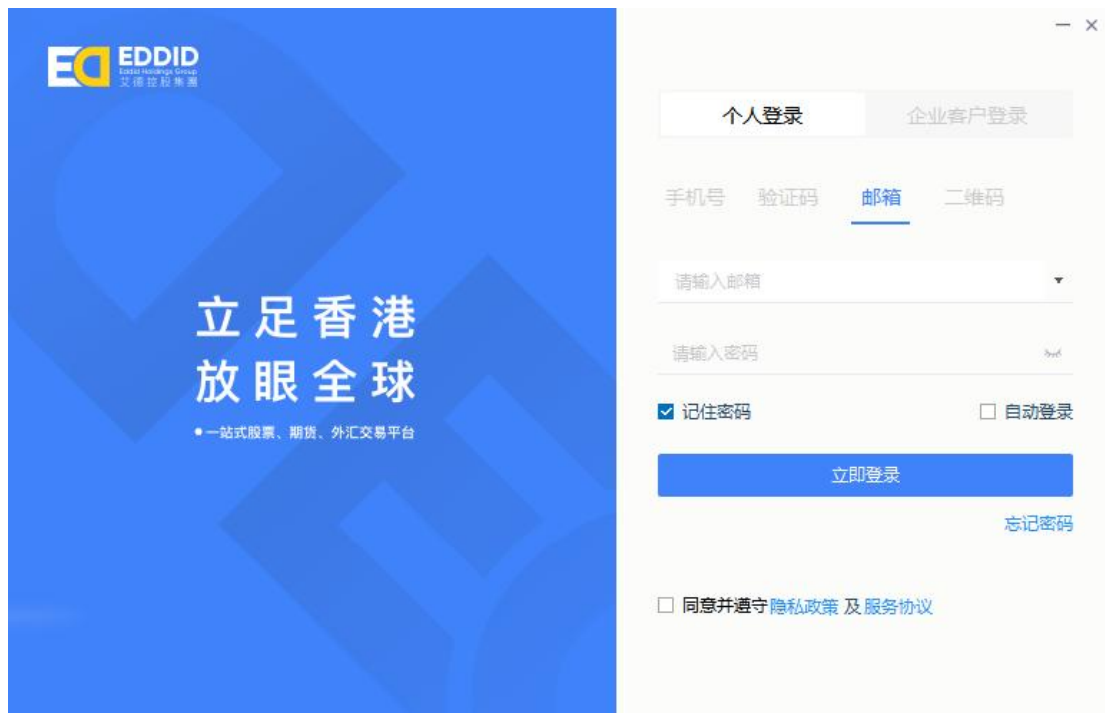 EDDID
Eddid Holdings Group
艾德控股集團
立足香港
放眼全球
一站式股票、期货、外汇交易平台
个人登录 企业客户登录
手机号 验证码 邮箱 二维码
请输入邮箱
请输入密码
记住密码 自动登录
立即登录
忘记密码
同意并遵守隐私政策 及服务协议